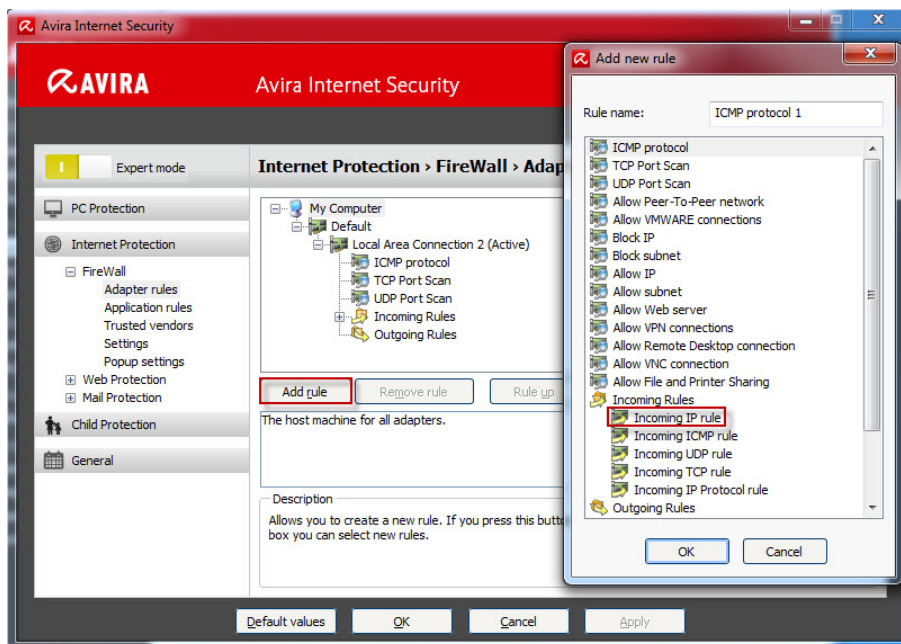 Avira Internet Security
AVIRA
Avira Internet Security
Expert mode
PC Protection
Internet Protection
FireWall
Adapter rules
Application rules
Trusted vendors
Settings
Popup settings
Web Protection
Mail Protection
Child Protection
General
Internet Protection › FireWall › Adap
My Computer
Default
Local Area Connection 2 (Active)
ICMP protocol
TCP Port Scan
UDP Port Scan
Incoming Rules
Outgoing Rules
Add rule
Remove rule
Rule up
The host machine for all adapters.
Description
Allows you to create a new rule. If you press this butto
box you can select new rules.
Default values
OK
Cancel
Apply
Add new rule
Rule name:
ICMP protocol 1
ICMP protocol
TCP Port Scan
UDP Port Scan
Allow Peer-To-Peer network
Allow VMWARE connections
Block IP
Block subnet
Allow IP
Allow subnet
Allow Web server
Allow VPN connections
Allow Remote Desktop connection
Allow VNC connection
Allow File and Printer Sharing
Incoming Rules
Incoming IP rule
Incoming ICMP rule
Incoming UDP rule
Incoming TCP rule
Incoming IP Protocol rule
Outgoing Rules
OK
Cancel